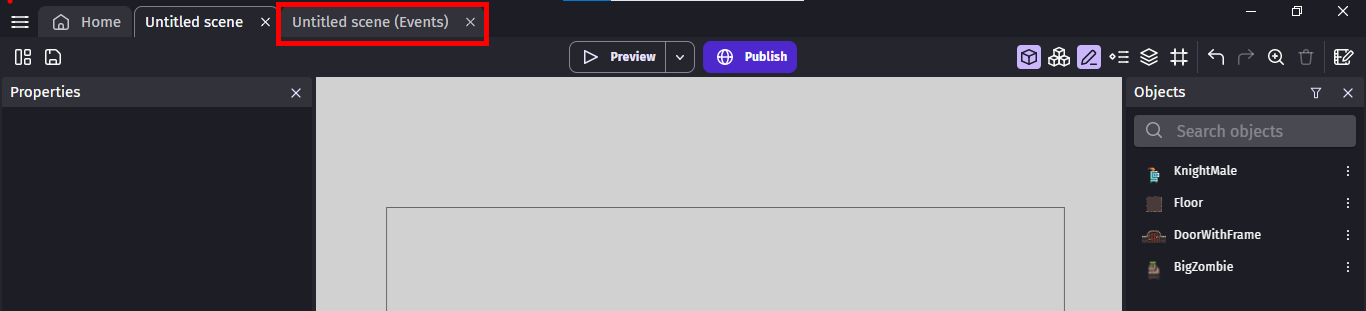 Home
Untitled scene
Untitled scene (Events)
Preview
Publish
Properties
Objects
Search objects
KnightMale
Floor
DoorWithFrame
BigZombie